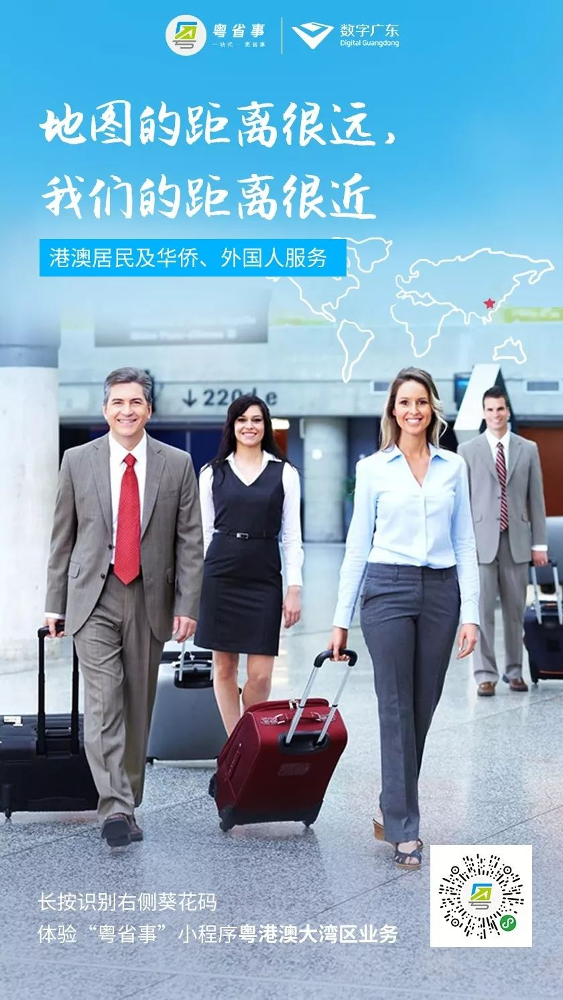 粤省事
一站式·更省事
数字广东
Digital Guangdong
地图的距离很远，
我们的距离很近
港澳居民及华侨、外国人服务
长按识别右侧葵花码
体验“粤省事”小程序粤港澳大湾区业务